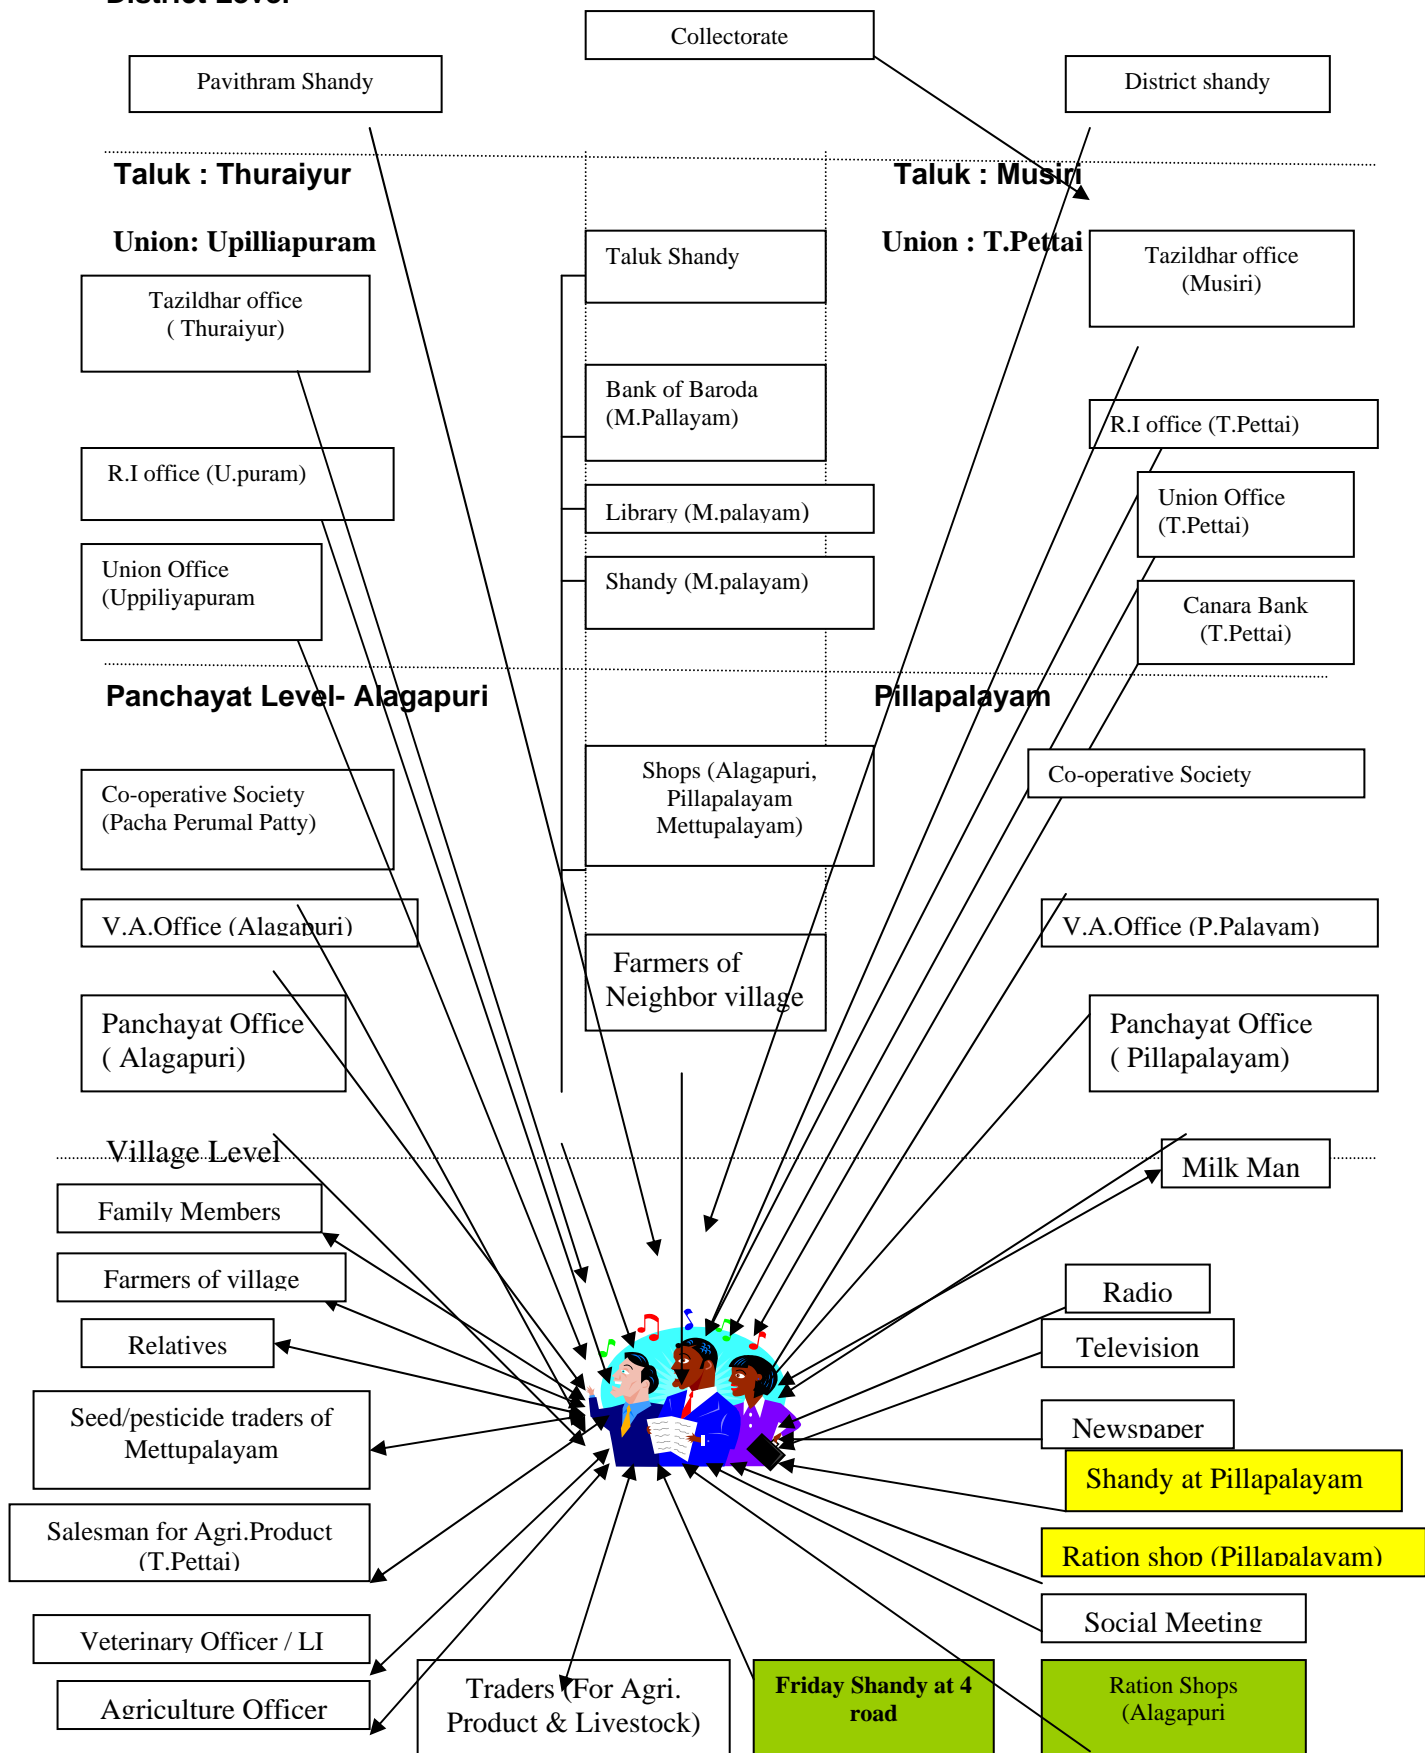 District Level
Collectorate
Pavithram Shandy
District shandy
Taluk : Thuraiyur
Taluk : Musiri
Union: Upilliapuram
Union : T.Pettai
Taluk Shandy
Tazildhar office
(Musiri)
Tazildhar office
( Thuraiyur)
Bank of Baroda
(M.Pallayam)
R.I office (T.Pettai)
R.I office (U.puram)
Library (M.palayam)
Union Office
(T.Pettai)
Union Office
(Uppiliyapuram
Shandy (M.palayam)
Canara Bank
(T.Pettai)
Panchayat Level- Alagapuri
Pillapalayam
Shops (Alagapuri,
Pillapalayam
Mettupalayam)
Co-operative Society
Co-operative Society
(Pacha Perumal Patty)
V.A.Office (Alagapuri)
V.A.Office (P.Palayam)
Farmers of
Neighbor village
Panchayat Office
( Alagapuri)
Panchayat Office
( Pillapalayam)
Village Level
Milk Man
Family Members
Farmers of village
Radio
Relatives
Television
Seed/pesticide traders of
Mettupalayam
Newspaper
Shandy at Pillapalayam
Salesman for Agri.Product
(T.Pettai)
Ration shop (Pillapalayam)
Social Meeting
Veterinary Officer / LI
Agriculture Officer
Traders (For Agri.
Product & Livestock)
Friday Shandy at 4
road
Ration Shops
(Alagapuri